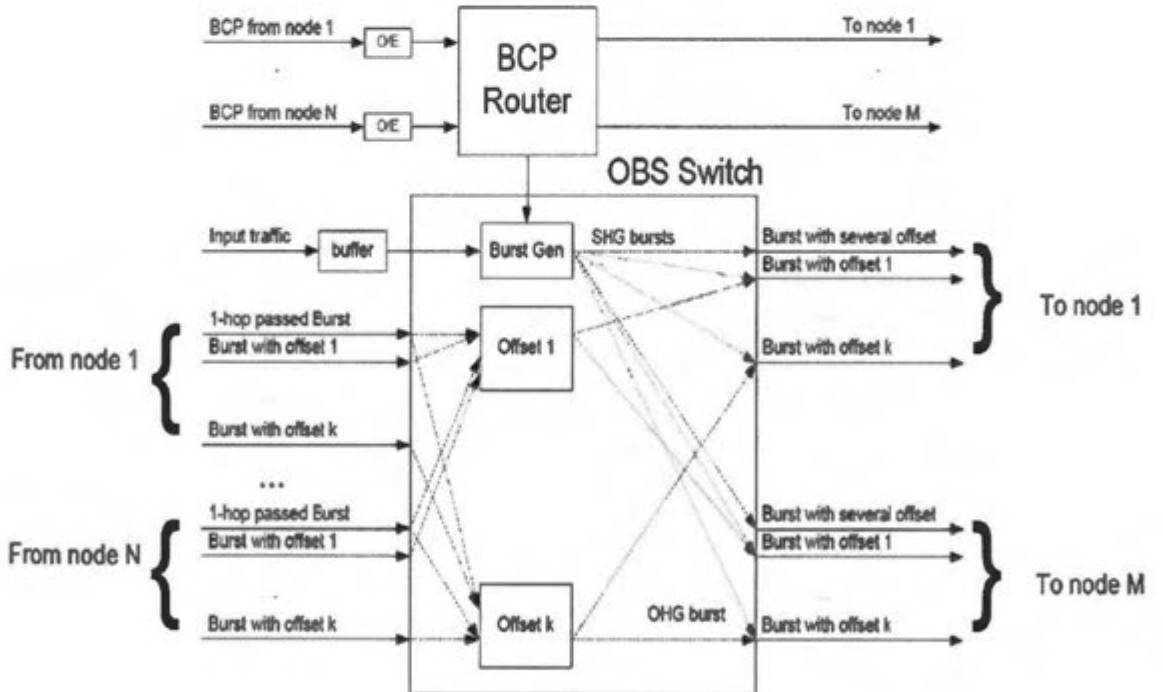 BCP from node 1
O/E
BCP Router
To node 1
BCP from node N
O/E
To node M
OBS Switch
Input traffic
buffer
Burst Gen
SHG bursts
Burst with several offset
Burst with offset 1
Burst with offset k
To node 1
From node 1
1-hop passed Burst
Burst with offset 1
Burst with offset k
Offset 1
...
From node N
1-hop passed Burst
Burst with offset 1
Burst with offset k
Offset k
OHG burst
Burst with several offset
Burst with offset 1
Burst with offset k
To node M